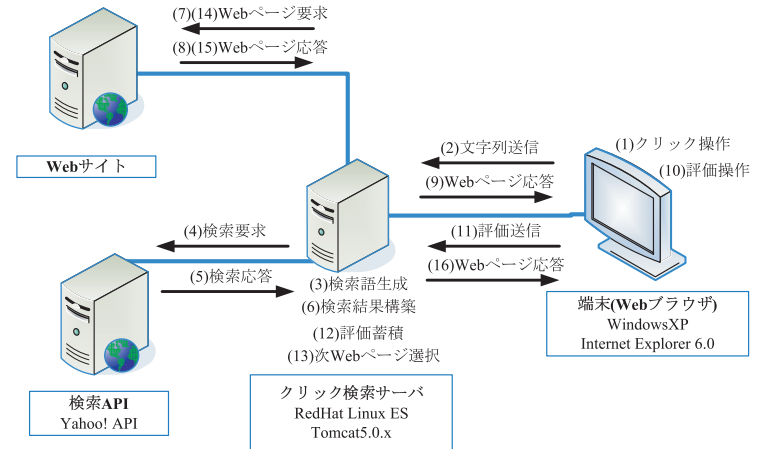 (7)(14)Webページ要求
(8)(15)Webページ応答
Webサイト
(1)クリック操作
(10)評価操作
(2)文字列送信
(9)Webページ応答
(11)評価送信
(16)Webページ応答
(4)検索要求
(5)検索応答
(3)検索語生成
(6)検索結果構築
(12)評価蓄積
(13)次Webページ選択
端末(Webブラウザ)
WindowsXP
Internet Explorer 6.0
検索API
Yahoo! API
クリック検索サーバ
RedHat Linux ES
Tomcat5.0.x